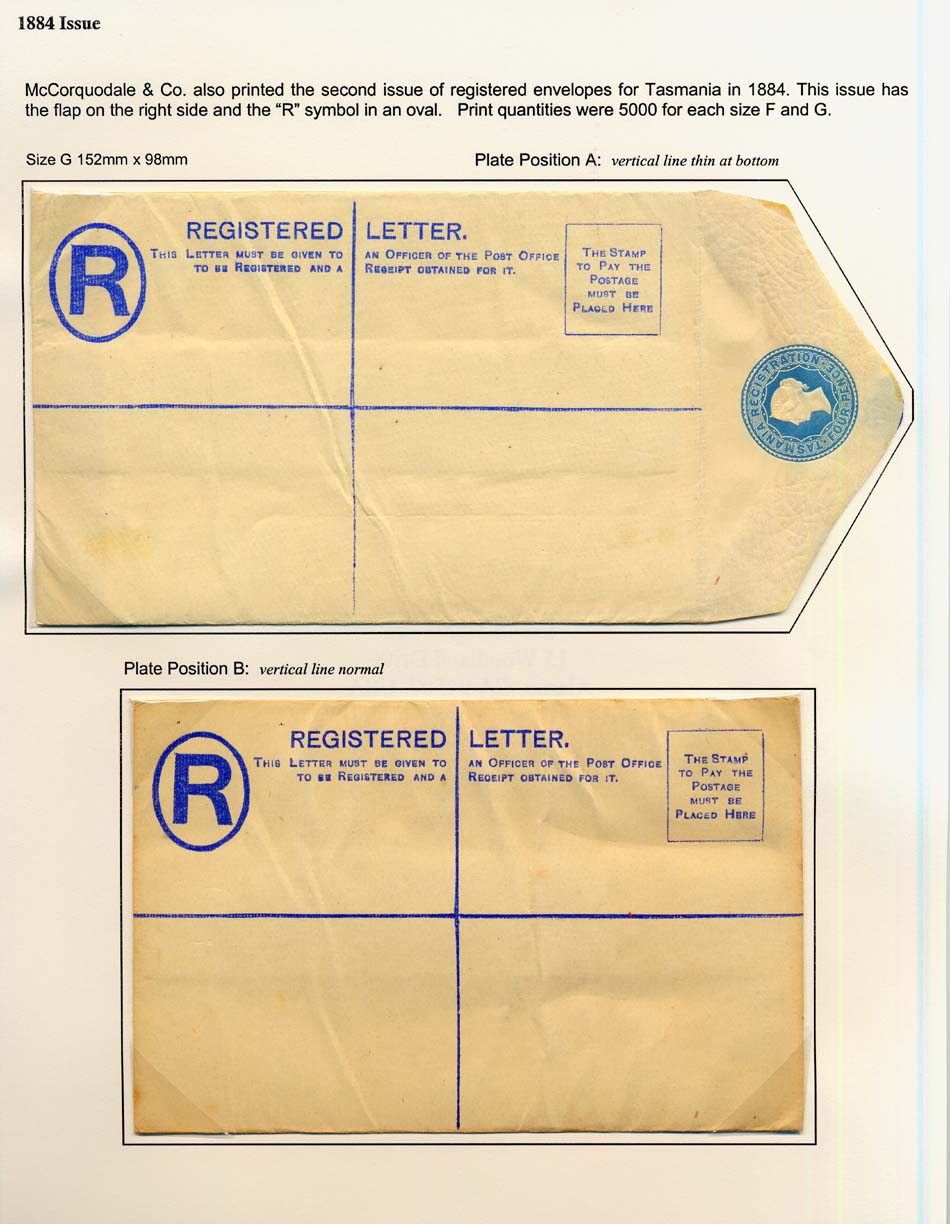 1884 Issue
McCorquodale & Co. also printed the second issue of registered envelopes for Tasmania in 1884. This issue has
the flap on the right side and the “R” symbol in an oval. Print quantities were 5000 for each size F and G.
Size G 152mm x 98mm
Plate Position A: vertical line thin at bottom
R
REGISTERED LETTER.
THIS LETTER MUST BE GIVEN TO AN OFFICER OF THE POST OFFICE
TO BE REGISTERED AND A RECEIPT OBTAINED FOR IT.
THE STAMP
TO PAY THE
POSTAGE
MUST BE
PLACED HERE
TASMANIA REGISTRATION · FOUR PENCE
Plate Position B: vertical line normal
R
REGISTERED LETTER.
THIS LETTER MUST BE GIVEN TO AN OFFICER OF THE POST OFFICE
TO BE REGISTERED AND A RECEIPT OBTAINED FOR IT.
THE STAMP
TO PAY THE
POSTAGE
MUST BE
PLACED HERE